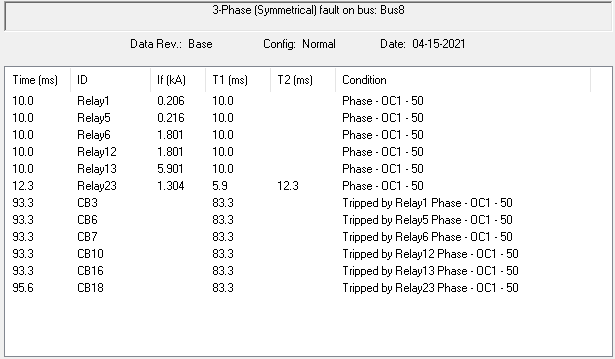 3-Phase (Symmetrical) fault on bus: Bus8
Data Rev.: Base Config: Normal Date: 04-15-2021
Time (ms) ID If (kA) T1 (ms) T2 (ms) Condition
10.0 Relay1 0.206 10.0 Phase - OC1 - 50
10.0 Relay5 0.216 10.0 Phase - OC1 - 50
10.0 Relay6 1.801 10.0 Phase - OC1 - 50
10.0 Relay12 1.801 10.0 Phase - OC1 - 50
10.0 Relay13 5.901 10.0 Phase - OC1 - 50
12.3 Relay23 1.304 5.9 12.3 Phase - OC1 - 50
93.3 CB3 83.3 Tripped by Relay1 Phase - OC1 - 50
93.3 CB6 83.3 Tripped by Relay5 Phase - OC1 - 50
93.3 CB7 83.3 Tripped by Relay6 Phase - OC1 - 50
93.3 CB10 83.3 Tripped by Relay12 Phase - OC1 - 50
93.3 CB16 83.3 Tripped by Relay13 Phase - OC1 - 50
95.6 CB18 83.3 Tripped by Relay23 Phase - OC1 - 50